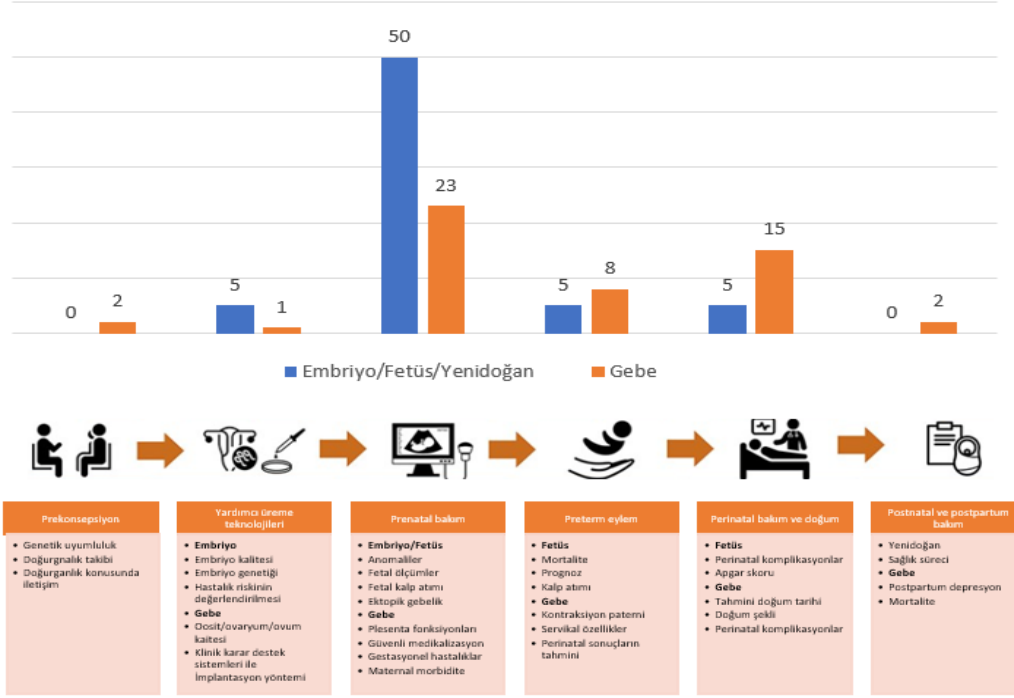 50
23
15
8
5
5
5
2
2
1
0
0
Embriyo/Fetüs/Yenidoğan
Gebe
Prekonsepsiyon
• Genetik uyumluluk
• Doğurgnalık takibi
• Doğurganlık konusunda
iletişim
Yardımcı üreme
teknolojileri
• Embriyo
• Embriyo kalitesi
• Embriyo genetiği
• Hastalık riskinin
değerlendirilmesi
• Gebe
• Oosit/ovaryum/ovum
kaitesi
• Klinik karar destek
sistemleri ile
İmplantasyon yöntemi
Prenatal bakım
• Embriyo/Fetüs
• Anomaliler
• Fetal ölçümler
• Fetal kalp atımı
• Ektopik gebelik
• Gebe
• Plesenta fonksiyonları
• Güvenli medikalizasyon
• Gestasyonel hastalıklar
• Maternal morbidite
Preterm eylem
• Fetüs
• Mortalite
• Prognoz
• Kalp atımı
• Gebe
• Kontraksiyon paterni
• Servikal özellikler
• Perinatal sonuçların
tahmini
Perinatal bakım ve doğum
• Fetüs
• Perinatal komplikasyonlar
• Apgar skoru
• Gebe
• Tahmini doğum tarihi
• Doğum şekli
• Perinatal komplikasyonlar
Postnatal ve postpartum
bakım
• Yenidoğan
• Sağlık süreci
• Gebe
• Postpartum depresyon
• Mortalite